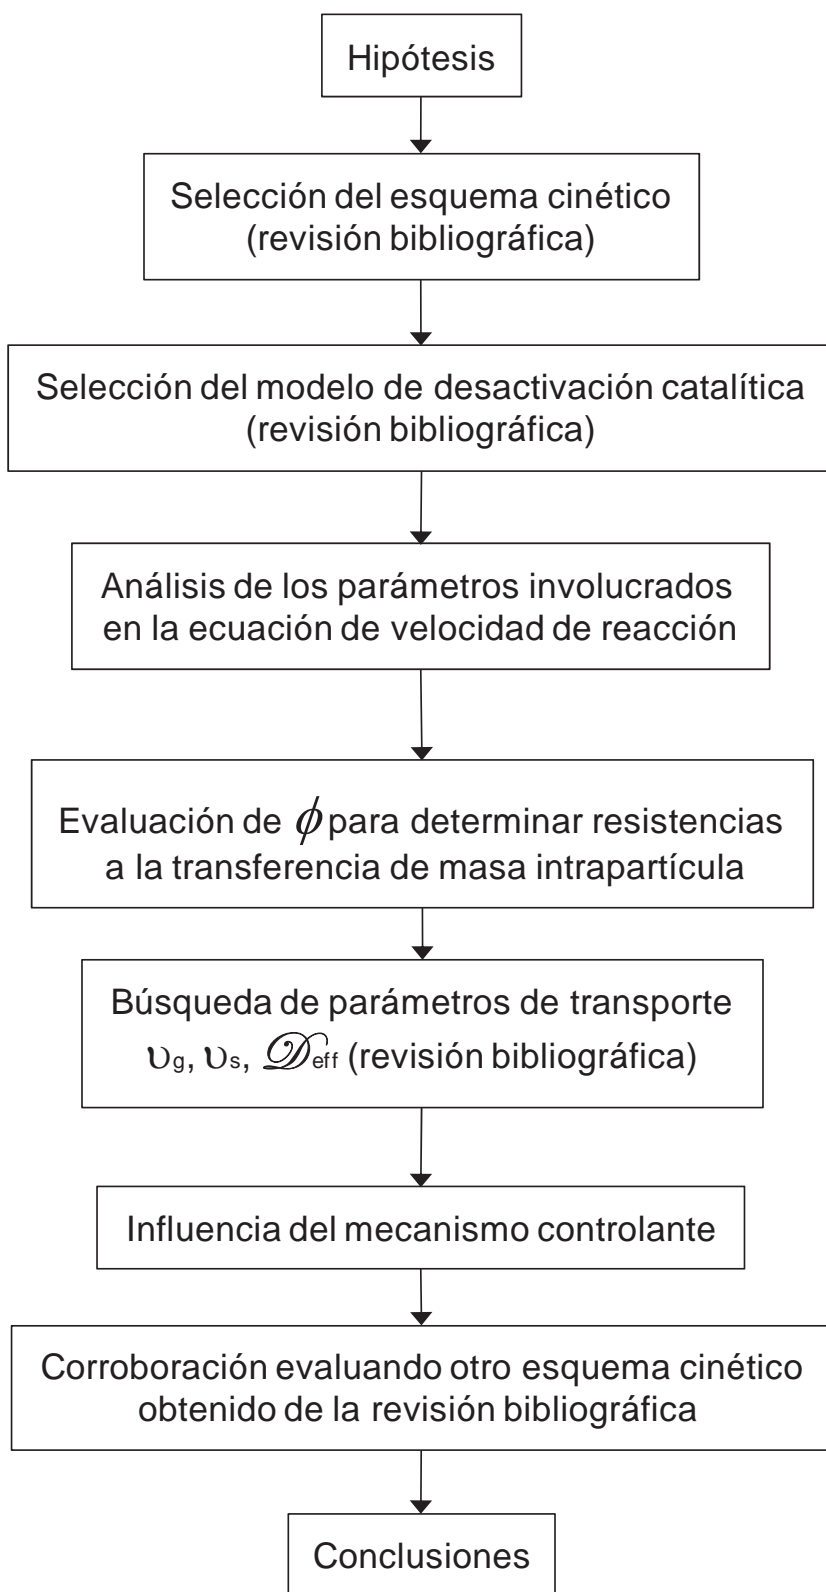 Hipótesis
Selección del esquema cinético
(revisión bibliográfica)
Selección del modelo de desactivación catalítica
(revisión bibliográfica)
Análisis de los parámetros involucrados
en la ecuación de velocidad de reacción
Evaluación de ϕ para determinar resistencias
a la transferencia de masa intrapartícula
Búsqueda de parámetros de transporte
υg, υs, 𝒟eff (revisión bibliográfica)
Influencia del mecanismo controlante
Corroboración evaluando otro esquema cinético
obtenido de la revisión bibliográfica
Conclusiones